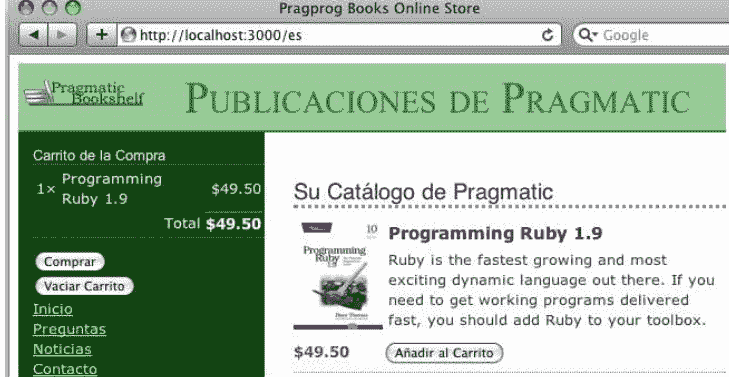 Pragprog Books Online Store
http://localhost:3000/es
Google
Pragmatic
Bookshelf
PUBLICACIONES DE PRAGMATIC
Carrito de la Compra
1× Programming
Ruby 1.9
$49.50
Total $49.50
Comprar
Vaciar Carrito
Inicio
Preguntas
Noticias
Contacto
Su Catálogo de Pragmatic
10
Programming
Ruby
Programming Ruby 1.9
Ruby is the fastest growing and most
exciting dynamic language out there. If you
need to get working programs delivered
fast, you should add Ruby to your toolbox.
$49.50
Añadir al Carrito